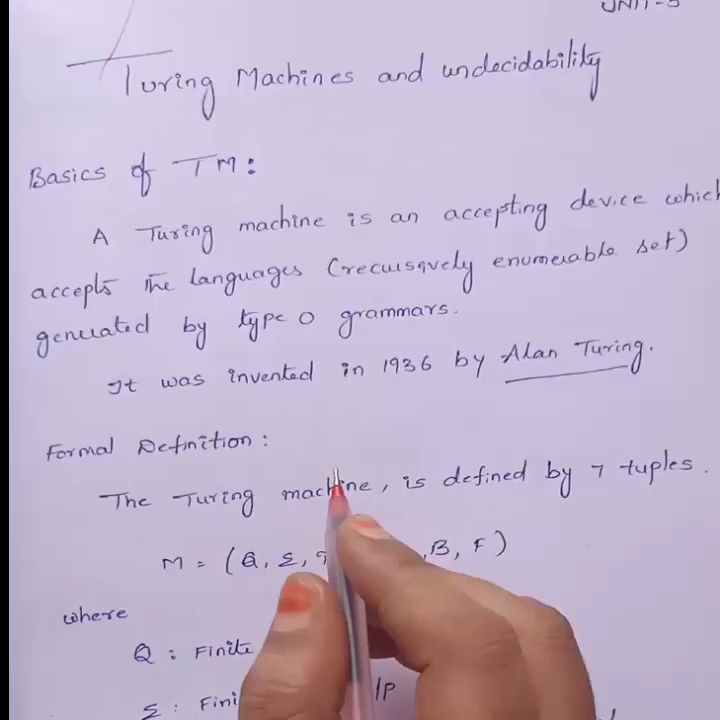 UNIT-5
Turing Machines and undecidability
Basics of TM:
A Turing machine is an accepting device which
accepts the languages (recursively enumerable set)
generated by type 0 grammars.
It was invented in 1936 by Alan Turing.
Formal Definition:
The Turing machine, is defined by 7 tuples.
M = (Q, Σ, , B, F)
where
Q : Finite
Σ : Fini I/P